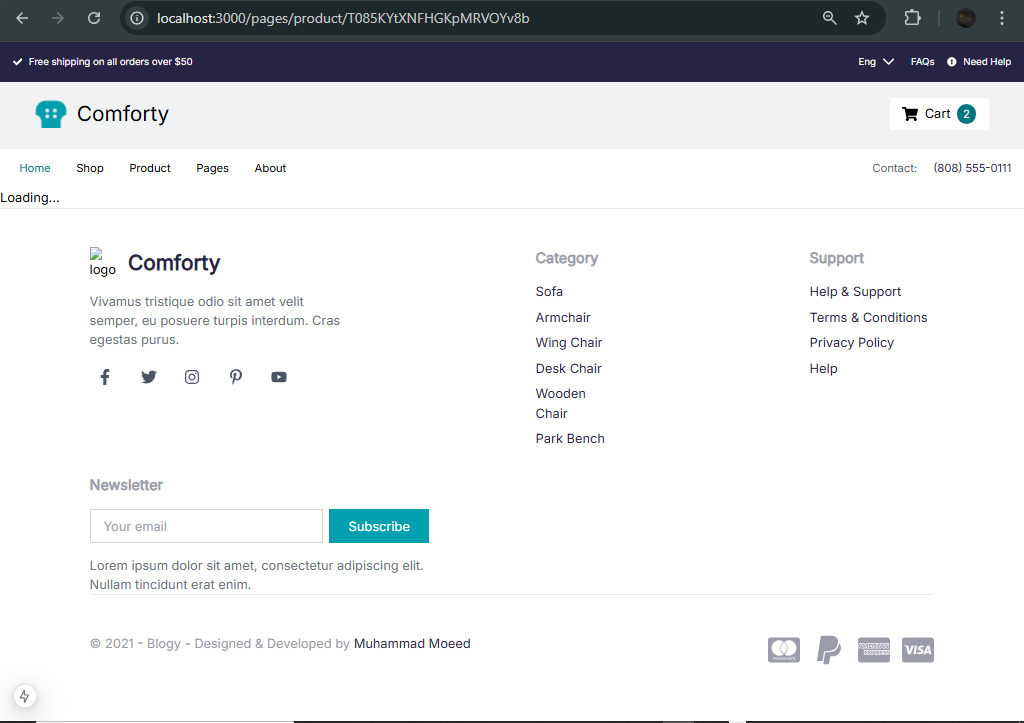 localhost:3000/pages/product/T085KYtXNFHGKpMRVOYv8b
Free shipping on all orders over $50
Eng FAQs Need Help
Comforty
Cart 2
Home Shop Product Pages About
Contact: (808) 555-0111
Loading...
logo Comforty
Vivamus tristique odio sit amet velit
semper, eu posuere turpis interdum. Cras
egestas purus.
Category
Sofa
Armchair
Wing Chair
Desk Chair
Wooden
Chair
Park Bench
Support
Help & Support
Terms & Conditions
Privacy Policy
Help
Newsletter
Your email
Subscribe
Lorem ipsum dolor sit amet, consectetur adipiscing elit.
Nullam tincidunt erat enim.
© 2021 - Blogy - Designed & Developed by Muhammad Moeed
mastercard
AMERICAN
EXPRESS
VISA